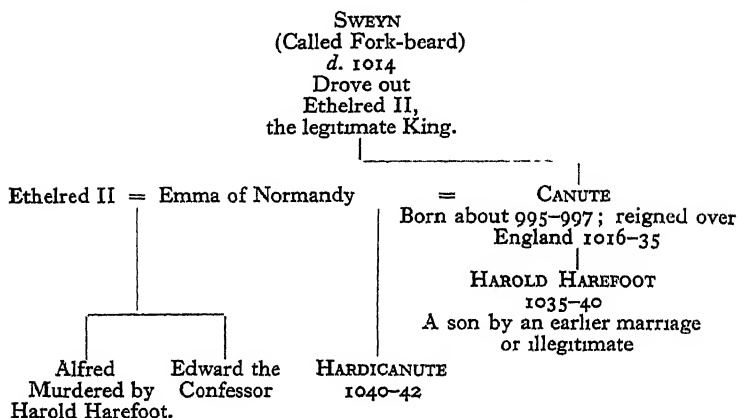 SWEYN
(Called Fork-beard)
d. 1014
Drove out
Ethelred II,
the legitimate King.
Ethelred II = Emma of Normandy = CANUTE
Born about 995–997; reigned over
England 1016–35
HAROLD HAREFOOT
1035–40
A son by an earlier marriage
or illegitimate
Alfred
Murdered by
Harold Harefoot.
Edward the
Confessor
HARDICANUTE
1040–42